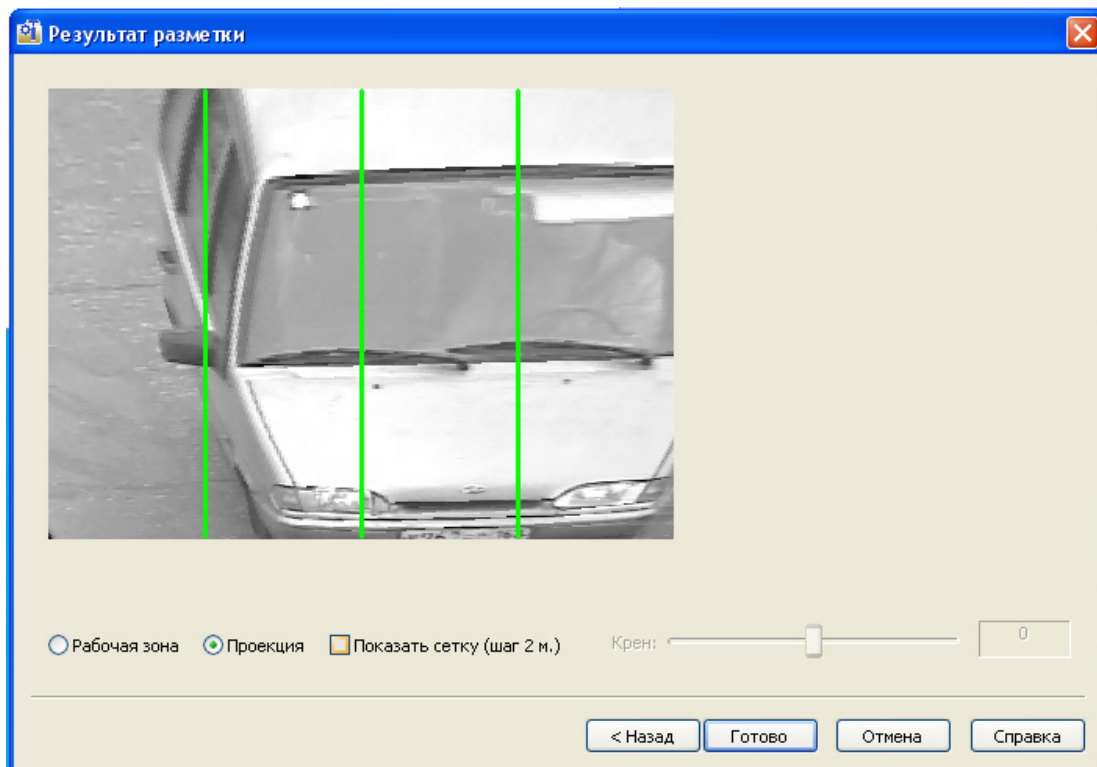 Результат разметки
Рабочая зона Проекция Показать сетку (шаг 2 м.) Крен: 0
< Назад Готово Отмена Справка